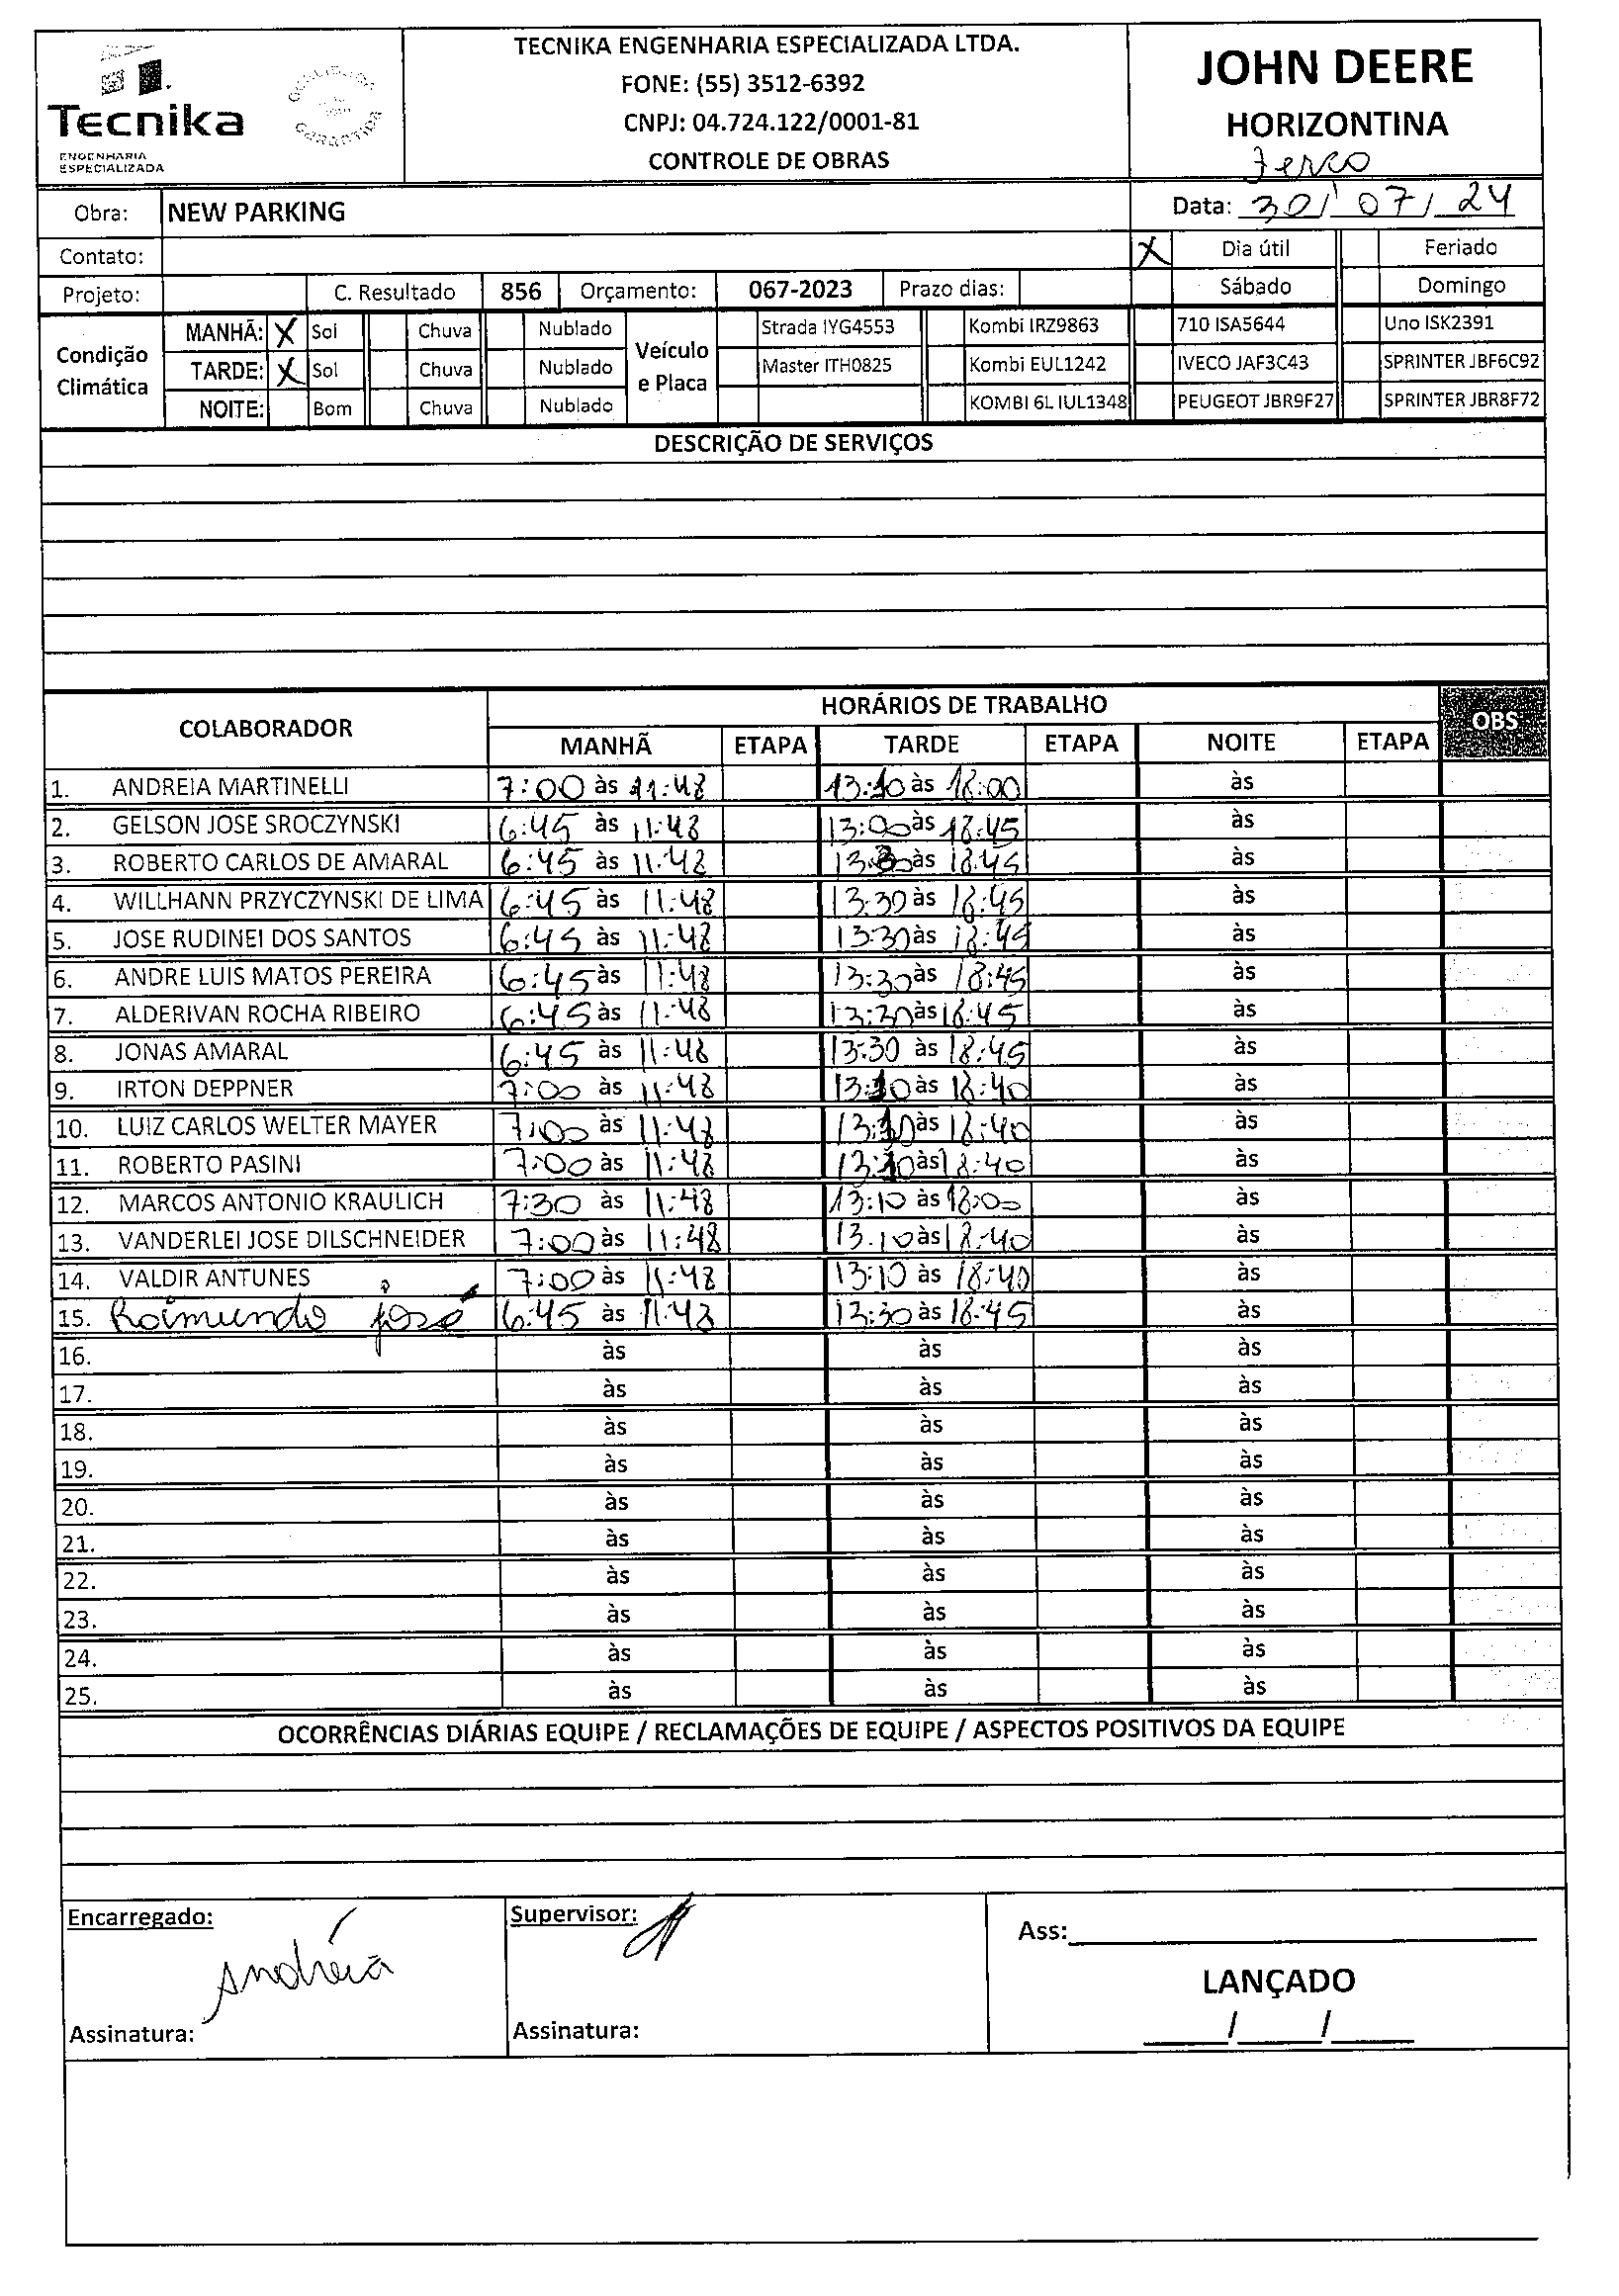 Tecnika
ENGENHARIA
ESPECIALIZADA
TECNIKA ENGENHARIA ESPECIALIZADA LTDA.
FONE: (55) 3512-6392
CNPJ: 04.724.122/0001-81
CONTROLE DE OBRAS
JOHN DEERE
HORIZONTINA
Terco
Obra: NEW PARKING Data: 30/07/24
Contato: X Dia útil Feriado
Projeto: C. Resultado 856 Orçamento: 067-2023 Prazo dias: Sábado Domingo
Condição Climática
MANHÃ: X Sol Chuva Nublado
TARDE: X Sol Chuva Nublado
NOITE: Bom Chuva Nublado
Veículo e Placa
Strada IYG4553 Kombi IRZ9863 710 ISA5644 Uno ISK2391
Master ITH0825 Kombi EUL1242 IVECO JAF3C43 SPRINTER JBF6C92
KOMBI 6L IUL1348 PEUGEOT JBR9F27 SPRINTER JBR8F72
DESCRIÇÃO DE SERVIÇOS
COLABORADOR HORÁRIOS DE TRABALHO OBS
MANHÃ ETAPA TARDE ETAPA NOITE ETAPA
1. ANDREIA MARTINELLI 7:00 às 11:48 13:10 às 18:00 às
2. GELSON JOSE SROCZYNSKI 6:45 às 11:48 13:00 às 18:45 às
3. ROBERTO CARLOS DE AMARAL 6:45 às 11:48 13:30 às 18:45 às
4. WILLHANN PRZYCZYNSKI DE LIMA 6:45 às 11:48 13:30 às 18:45 às
5. JOSE RUDINEI DOS SANTOS 6:45 às 11:48 13:30 às 18:45 às
6. ANDRE LUIS MATOS PEREIRA 6:45 às 11:48 13:30 às 18:45 às
7. ALDERIVAN ROCHA RIBEIRO 6:45 às 11:48 13:30 às 18:45 às
8. JONAS AMARAL 6:45 às 11:48 13:30 às 18:45 às
9. IRTON DEPPNER 7:00 às 11:48 13:10 às 18:40 às
10. LUIZ CARLOS WELTER MAYER 7:00 às 11:48 13:10 às 18:40 às
11. ROBERTO PASINI 7:00 às 11:48 13:10 às 18:40 às
12. MARCOS ANTONIO KRAULICH 7:30 às 11:48 13:10 às 18:00 às
13. VANDERLEI JOSE DILSCHNEIDER 7:00 às 11:48 13:10 às 18:40 às
14. VALDIR ANTUNES 7:00 às 11:48 13:10 às 18:40 às
15. Raimundo josé 6:45 às 11:48 13:30 às 18:45 às
16. às às às
17. às às às
18. às às às
19. às às às
20. às às às
21. às às às
22. às às às
23. às às às
24. às às às
25. às às às
OCORRÊNCIAS DIÁRIAS EQUIPE / RECLAMAÇÕES DE EQUIPE / ASPECTOS POSITIVOS DA EQUIPE
Encarregado: Supervisor: Ass:
Andréia
LANÇADO
Assinatura: Assinatura: / /